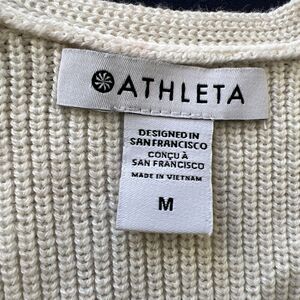 ATHLETA
DESIGNED IN
SAN FRANCISCO
CONÇU À
SAN FRANCISCO
MADE IN VIETNAM
M